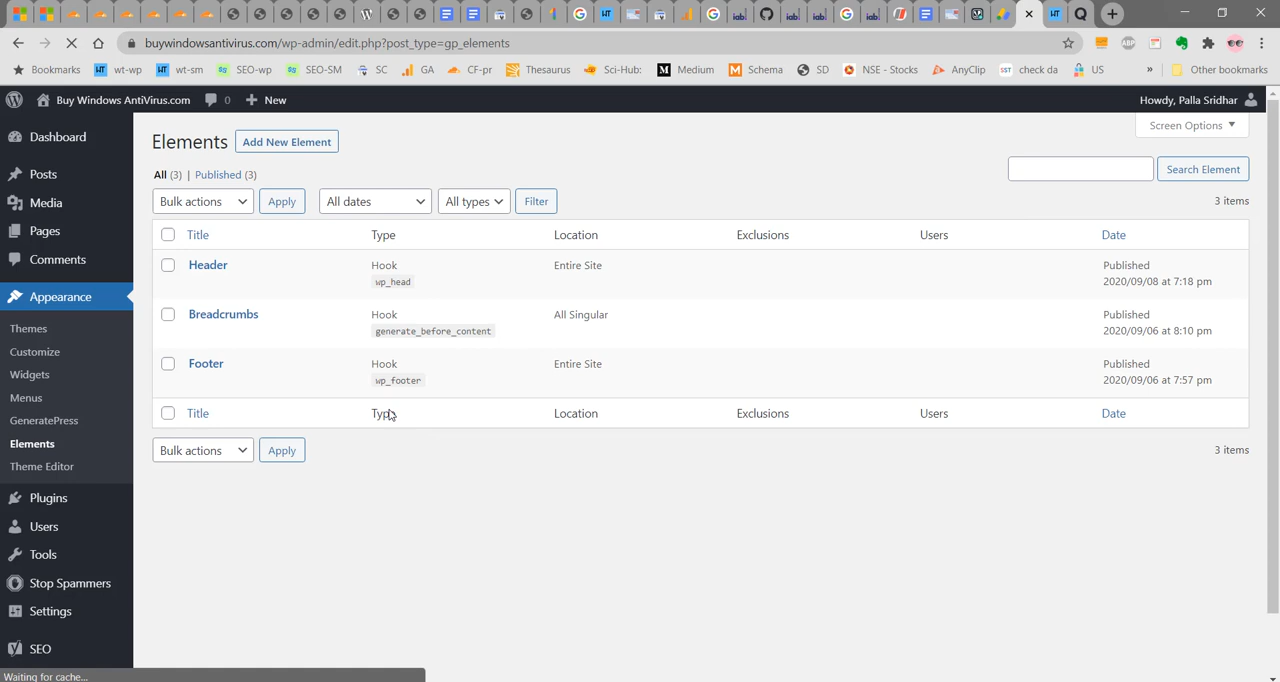 buywindowsantivirus.com/wp-admin/edit.php?post_type=gp_elements
Bookmarks wt-wp wt-sm SEO-wp SEO-SM SC GA CF-pr Thesaurus Sci-Hub: Medium Schema SD NSE - Stocks AnyClip check da US » Other bookmarks
Buy Windows AntiVirus.com 0 New Howdy, Palla Sridhar
Screen Options
Dashboard
Posts
Media
Pages
Comments
Appearance
Themes
Customize
Widgets
Menus
GeneratePress
Elements
Theme Editor
Plugins
Users
Tools
Stop Spammers
Settings
SEO
Elements Add New Element
All (3) | Published (3)
Search Element
Bulk actions Apply All dates All types Filter 3 items
Title Type Location Exclusions Users Date
Header Hook Entire Site Published
wp_head 2020/09/08 at 7:18 pm
Breadcrumbs Hook All Singular Published
generate_before_content 2020/09/06 at 8:10 pm
Footer Hook Entire Site Published
wp_footer 2020/09/06 at 7:57 pm
Title Type Location Exclusions Users Date
Bulk actions Apply 3 items
Waiting for cache...